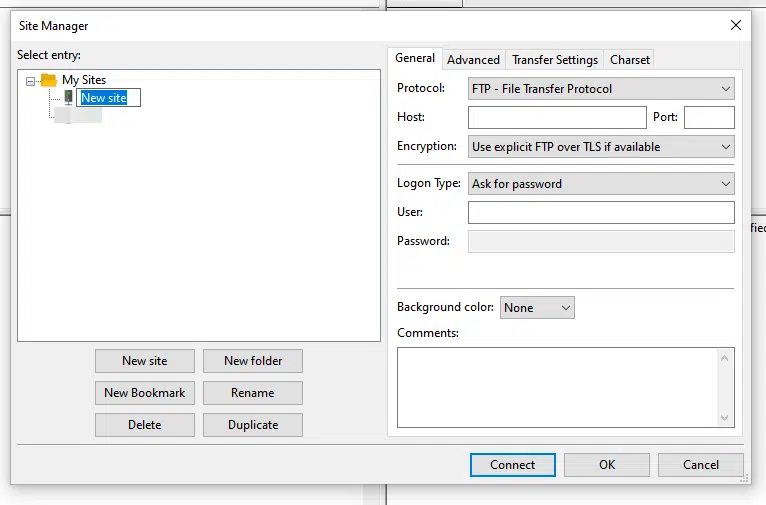 Site Manager
Select entry:
My Sites
New site
New site
New folder
New Bookmark
Rename
Delete
Duplicate
General
Advanced
Transfer Settings
Charset
Protocol:
FTP - File Transfer Protocol
Host:
Port:
Encryption:
Use explicit FTP over TLS if available
Logon Type:
Ask for password
User:
Password:
Background color:
None
Comments:
Connect
OK
Cancel